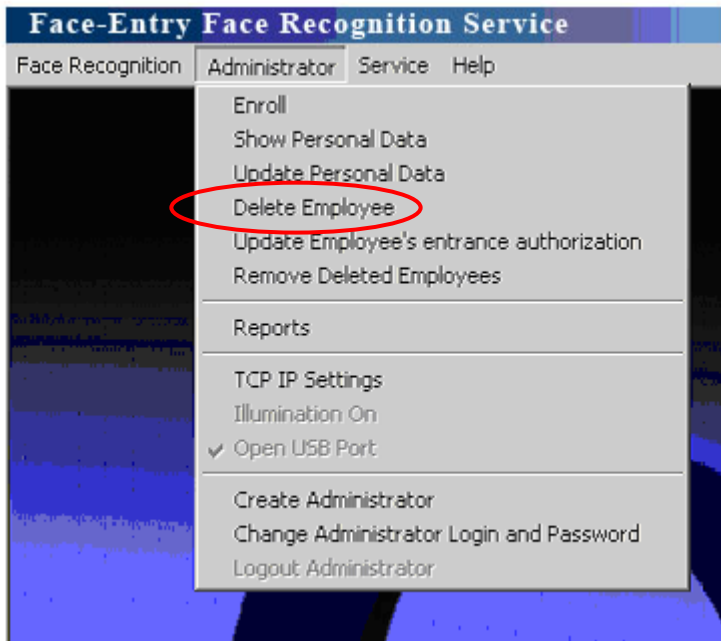 Face-Entry Face Recognition Service
Face Recognition Administrator Service Help
Enroll
Show Personal Data
Update Personal Data
Delete Employee
Update Employee's entrance authorization
Remove Deleted Employees
Reports
TCP IP Settings
Illumination On
Open USB Port
Create Administrator
Change Administrator Login and Password
Logout Administrator